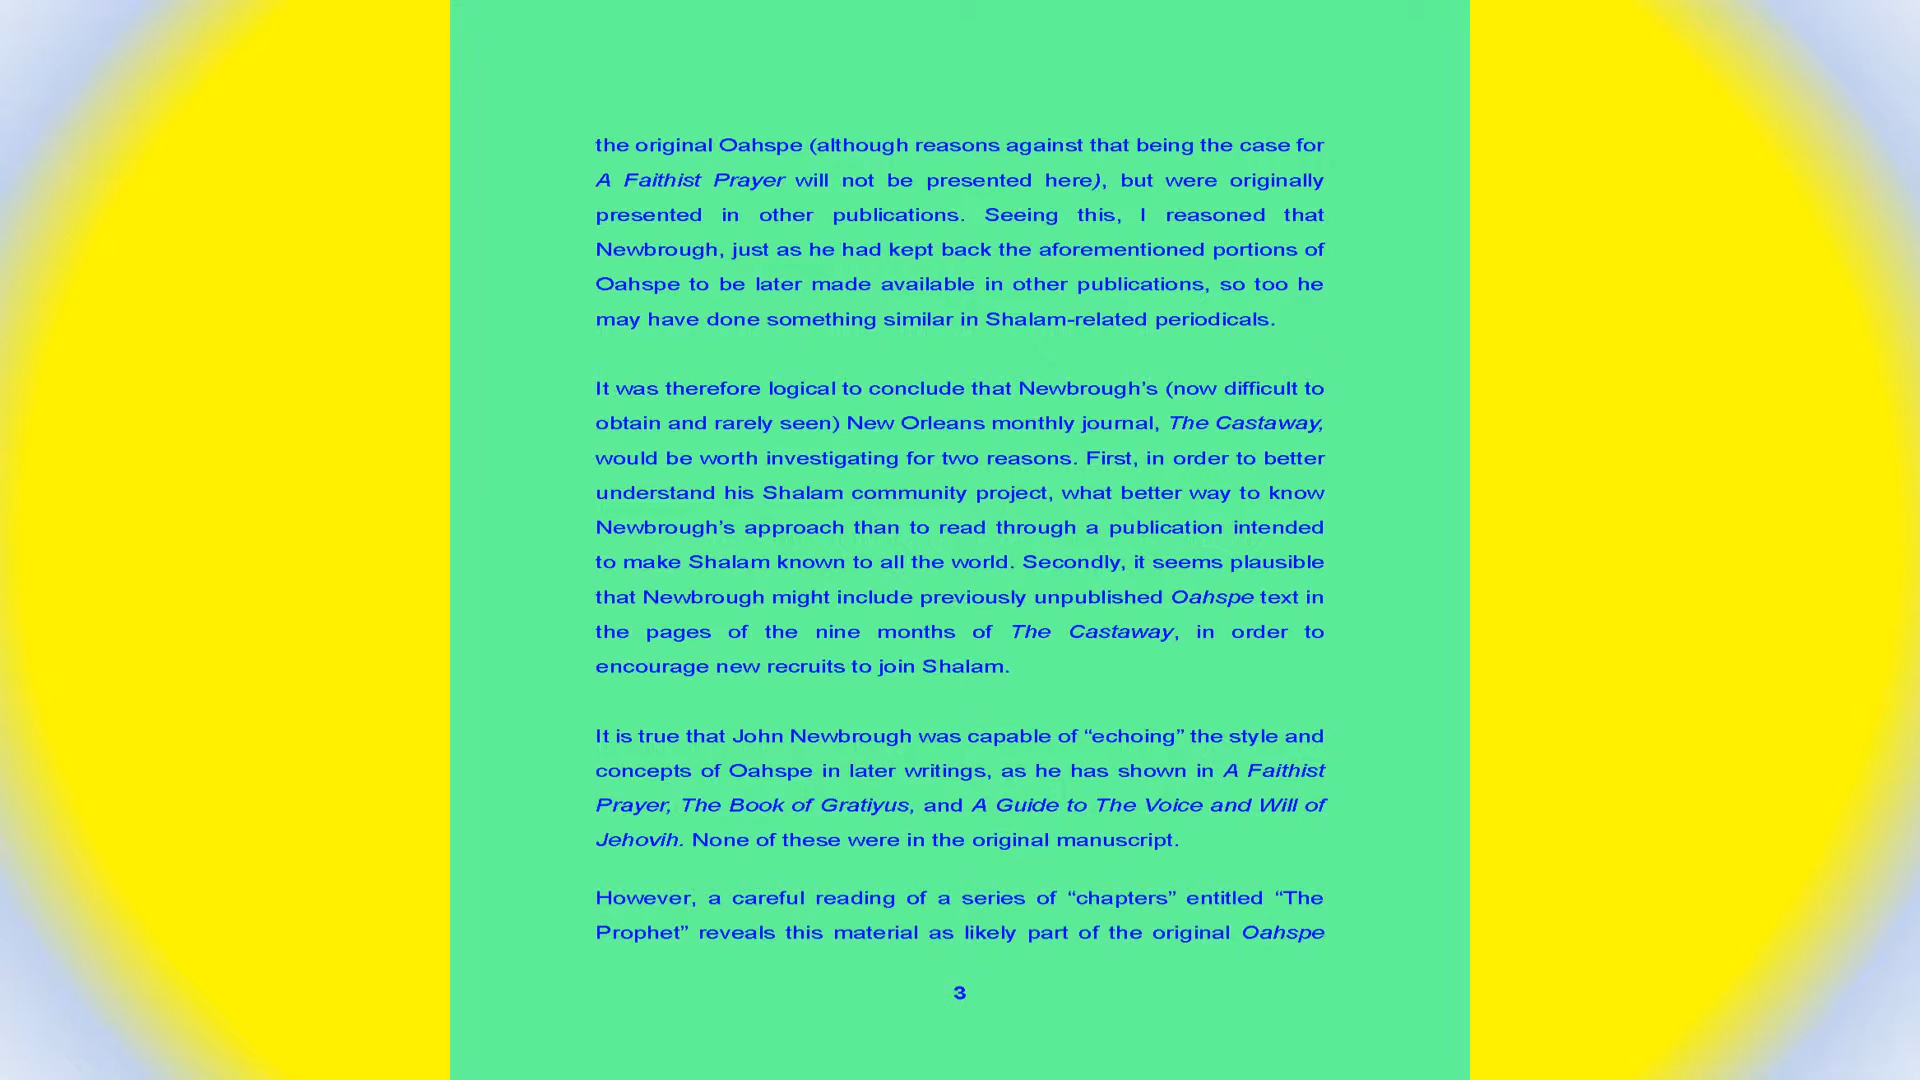 the original Oahspe (although reasons against that being the case for
A Faithist Prayer will not be presented here), but were originally
presented in other publications. Seeing this, I reasoned that
Newbrough, just as he had kept back the aforementioned portions of
Oahspe to be later made available in other publications, so too he
may have done something similar in Shalam-related periodicals.
It was therefore logical to conclude that Newbrough’s (now difficult to
obtain and rarely seen) New Orleans monthly journal, The Castaway,
would be worth investigating for two reasons. First, in order to better
understand his Shalam community project, what better way to know
Newbrough’s approach than to read through a publication intended
to make Shalam known to all the world. Secondly, it seems plausible
that Newbrough might include previously unpublished Oahspe text in
the pages of the nine months of The Castaway, in order to
encourage new recruits to join Shalam.
It is true that John Newbrough was capable of “echoing” the style and
concepts of Oahspe in later writings, as he has shown in A Faithist
Prayer, The Book of Gratiyus, and A Guide to The Voice and Will of
Jehovih. None of these were in the original manuscript.
However, a careful reading of a series of “chapters” entitled “The
Prophet” reveals this material as likely part of the original Oahspe
3